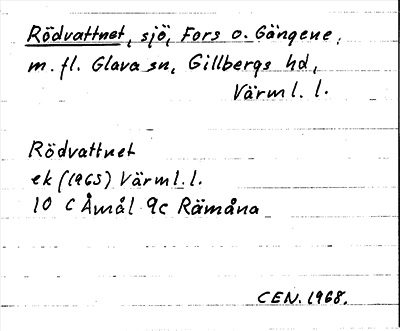 Rödvattnet, sjö, Fors o. Gängene,
m. fl. Glava sn, Gillbergs hd,
Värml. l.
Rödvattnet
ek (1965) Värml. l.
10 C Åmål 9c Rämåna
CEN. 1968.